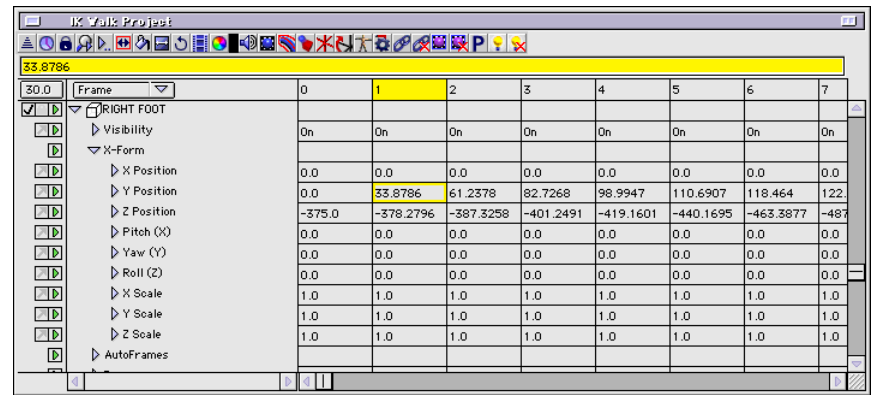 IK Walk Project
P
33.8786
30.0 Frame 0 1 2 3 4 5 6 7
RIGHT FOOT
Visibility On On On On On On On On
X-Form
X Position 0.0 0.0 0.0 0.0 0.0 0.0 0.0 0.0
Y Position 0.0 33.8786 61.2378 82.7268 98.9947 110.6907 118.464 122.
Z Position -375.0 -378.2796 -387.3258 -401.2491 -419.1601 -440.1695 -463.3877 -487
Pitch (X) 0.0 0.0 0.0 0.0 0.0 0.0 0.0 0.0
Yaw (Y) 0.0 0.0 0.0 0.0 0.0 0.0 0.0 0.0
Roll (Z) 0.0 0.0 0.0 0.0 0.0 0.0 0.0 0.0
X Scale 1.0 1.0 1.0 1.0 1.0 1.0 1.0 1.0
Y Scale 1.0 1.0 1.0 1.0 1.0 1.0 1.0 1.0
Z Scale 1.0 1.0 1.0 1.0 1.0 1.0 1.0 1.0
AutoFrames